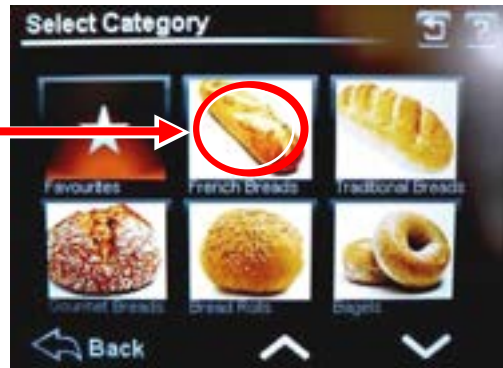 Select Category
?
Favourites French Breads Traditional Breads
Gourmet Breads Bread Rolls Bagels
Back